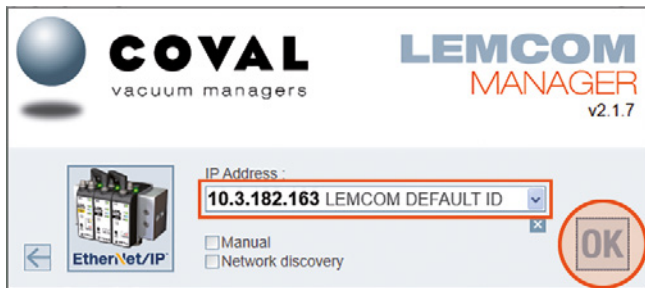 COVAL
vacuum managers
LEMCOM
MANAGER
v2.1.7
IP Address :
10.3.182.163 LEMCOM DEFAULT ID
Manual
Network discovery
EtherNet/IP
OK